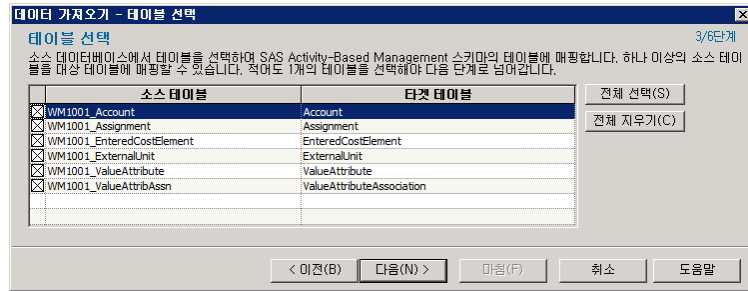 데이터 가져오기 - 테이블 선택
테이블 선택
3/6단계
소스 데이터베이스에서 테이블을 선택하여 SAS Activity-Based Management 스키마의 테이블에 매핑합니다. 하나 이상의 소스 테이
블을 대상 테이블에 매핑할 수 있습니다. 적어도 1개의 테이블을 선택해야 다음 단계로 넘어갑니다.
소스 테이블 타겟 테이블
WM1001_Account Account
WM1001_Assignment Assignment
WM1001_EnteredCostElement EnteredCostElement
WM1001_ExternalUnit ExternalUnit
WM1001_ValueAttribute ValueAttribute
WM1001_ValueAttribAssn ValueAttributeAssociation
전체 선택(S)
전체 지우기(C)
< 이전(B) 다음(N) > 마침(F) 취소 도움말